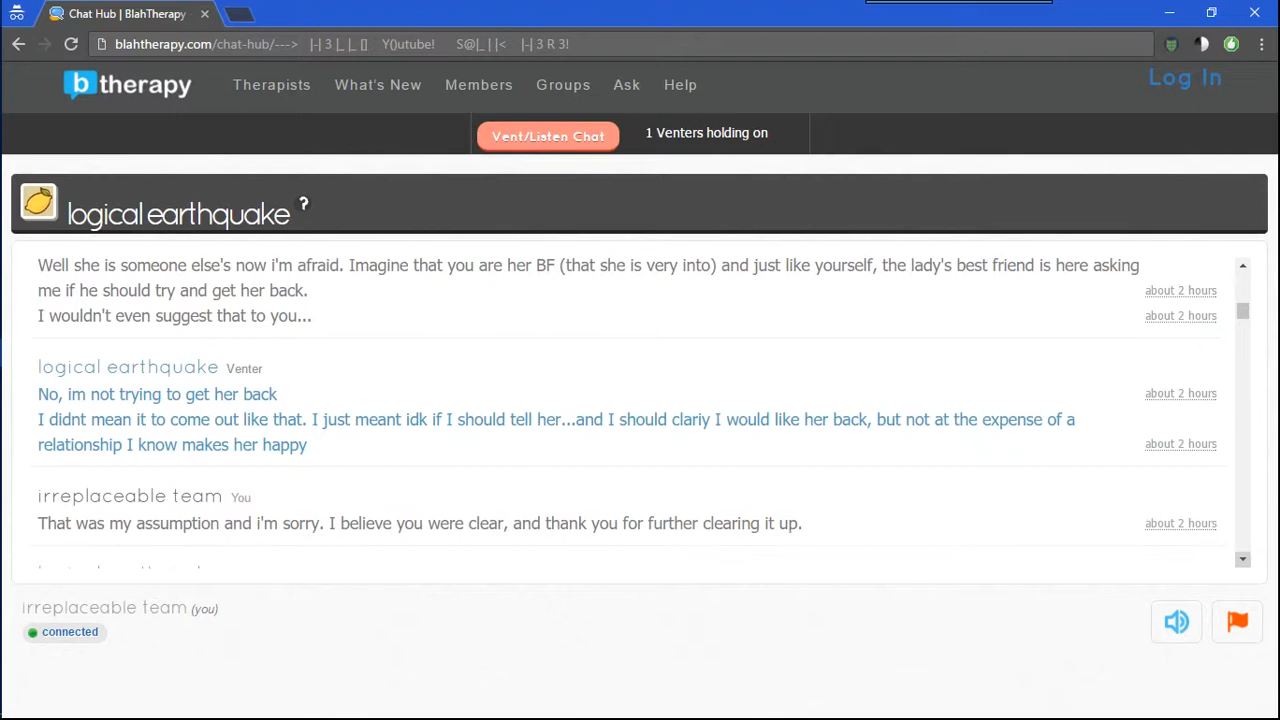 Chat Hub | BlahTherapy
blahtherapy.com/chat-hub/---> |-| 3 |_ |_ [] Y()utube! S@|_ | |< |-| 3 R 3!
b therapy Therapists What's New Members Groups Ask Help Log In
Vent/Listen Chat 1 Venters holding on
logical earthquake ?
Well she is someone else's now i'm afraid. Imagine that you are her BF (that she is very into) and just like yourself, the lady's best friend is here asking
me if he should try and get her back. about 2 hours
I wouldn't even suggest that to you... about 2 hours
logical earthquake Venter
No, im not trying to get her back about 2 hours
I didnt mean it to come out like that. I just meant idk if I should tell her...and I should clariy I would like her back, but not at the expense of a
relationship I know makes her happy about 2 hours
irreplaceable team You
That was my assumption and i'm sorry. I believe you were clear, and thank you for further clearing it up. about 2 hours
irreplaceable team (you)
connected